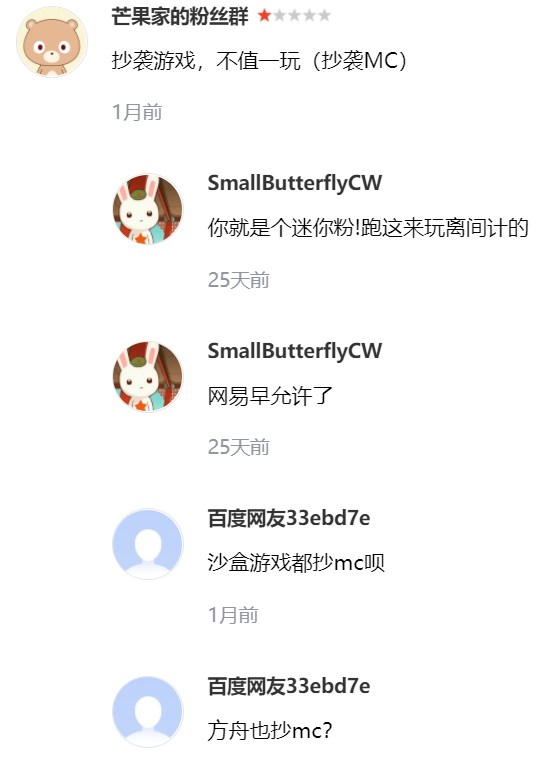 芒果家的粉丝群
抄袭游戏，不值一玩（抄袭MC）
1月前
SmallButterflyCW
你就是个迷你粉!跑这来玩离间计的
25天前
SmallButterflyCW
网易早允许了
25天前
百度网友33ebd7e
沙盒游戏都抄mc呗
1月前
百度网友33ebd7e
方舟也抄mc?